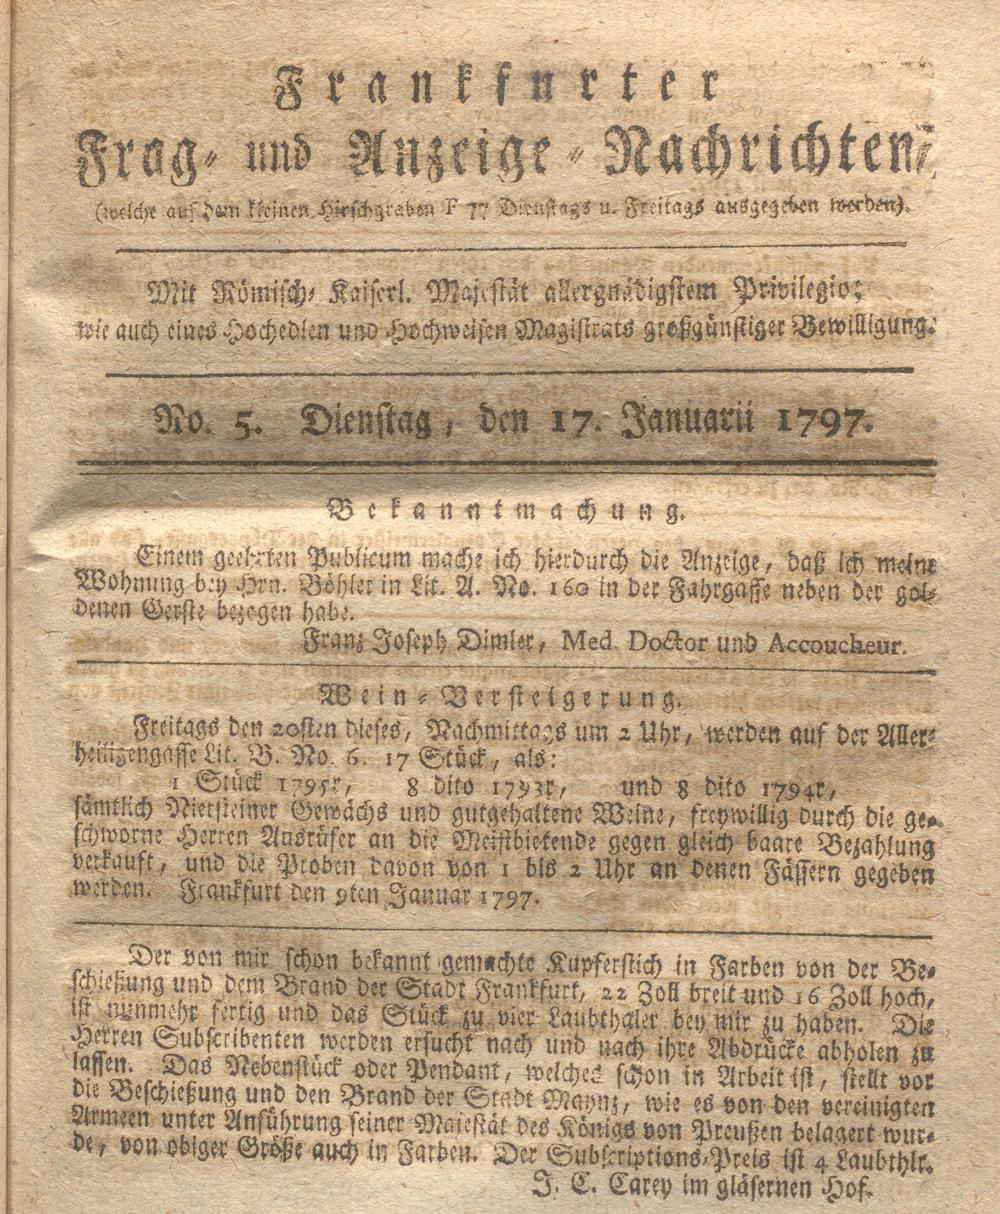 Frankfurter
Frag- und Anzeige-Nachrichten,
(welche auf dem kleinen Hirschgraben F 77 Dienstags u. Freitags ausgegeben werden).
Mit Römisch-Kaiserl. Majestät allergnädigstem Privilegio;
wie auch eines Hochedlen und Hochweisen Magistrats großgünstiger Bewilligung.
No. 5. Dienstag, den 17. Januarii 1797.
Bekanntmachung.
Einem geehrten Publicum mache ich hierdurch die Anzeige, daß ich meine
Wohnung bey Hrn. Böhler in Lit. A. No. 160 in der Fahrgasse neben der gol-
denen Gerste bezogen habe.
Franz Joseph Dimler, Med. Doctor und Accoucheur.
Wein-Versteigerung.
Freitags den 20sten dieses, Nachmittags um 2 Uhr, werden auf der Aller-
heiligengasse Lit. B. No. 6. 17 Stück, als:
1 Stück 1795r, 8 dito 1793r, und 8 dito 1794r,
sämtlich Niersteiner Gewächs und gutgehaltene Weine, freywillig durch die ge-
schworne Herren Ausrüfer an die Meistbietende gegen gleich baare Bezahlung
verkauft, und die Proben davon von 1 bis 2 Uhr an denen Fässern gegeben
werden. Frankfurt den 9ten Januar 1797.
Der von mir schon bekannt gemachte Kupferstich in Farben von der Be-
schießung und dem Brand der Stadt Frankfurt, 22 Zoll breit und 16 Zoll hoch,
ist nunmehr fertig und das Stück zu vier Laubthaler bey mir zu haben. Die
Herren Subscribenten werden ersucht nach und nach ihre Abdrücke abholen zu
lassen. Das Nebenstück oder Pendant, welches schon in Arbeit ist, stellt vor
die Beschießung und den Brand der Stadt Maynz, wie es von den vereinigten
Armeen unter Anführung seiner Majestät des Königs von Preußen belagert wur-
de, von obiger Größe auch in Farben. Der Subscriptions-Preis ist 4 Laubthlr.
J. C. Carey im gläsernen Hof.